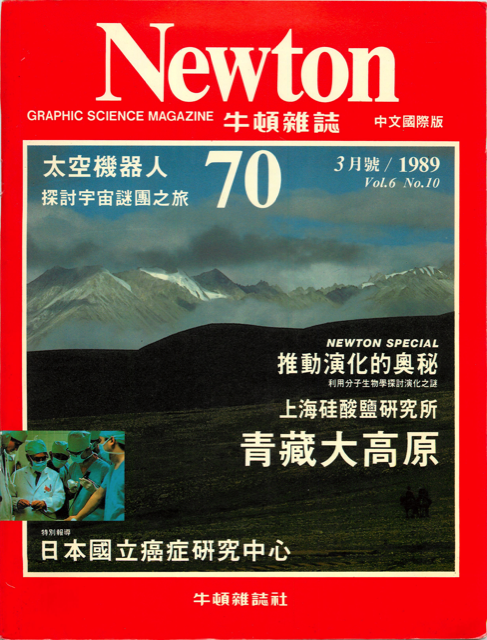 Newton
GRAPHIC SCIENCE MAGAZINE 牛頓雜誌 中文國際版
太空機器人
探討宇宙謎團之旅
70
3月號 / 1989
Vol.6 No.10
NEWTON SPECIAL
推動演化的奧秘
利用分子生物學探討演化之謎
上海硅酸鹽研究所
青藏大高原
特別報導
日本國立癌症研究中心
牛頓雜誌社